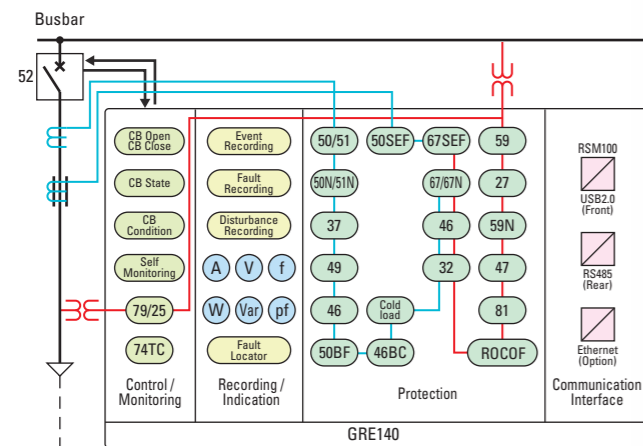 Busbar
52
CB Open
CB Close
Event
Recording
50/51
50SEF
67SEF
59
RSM100
CB State
Fault
Recording
50N/51N
67/67N
27
USB2.0
(Front)
CB
Condition
Disturbance
Recording
37
46
59N
Self
Monitoring
A
V
f
49
32
47
RS485
(Rear)
79/25
W
Var
pf
46
Cold
load
81
74TC
Fault
Locator
50BF
46BC
ROCOF
Ethernet
(Option)
Control /
Monitoring
Recording /
Indication
Protection
Communication
Interface
GRE140